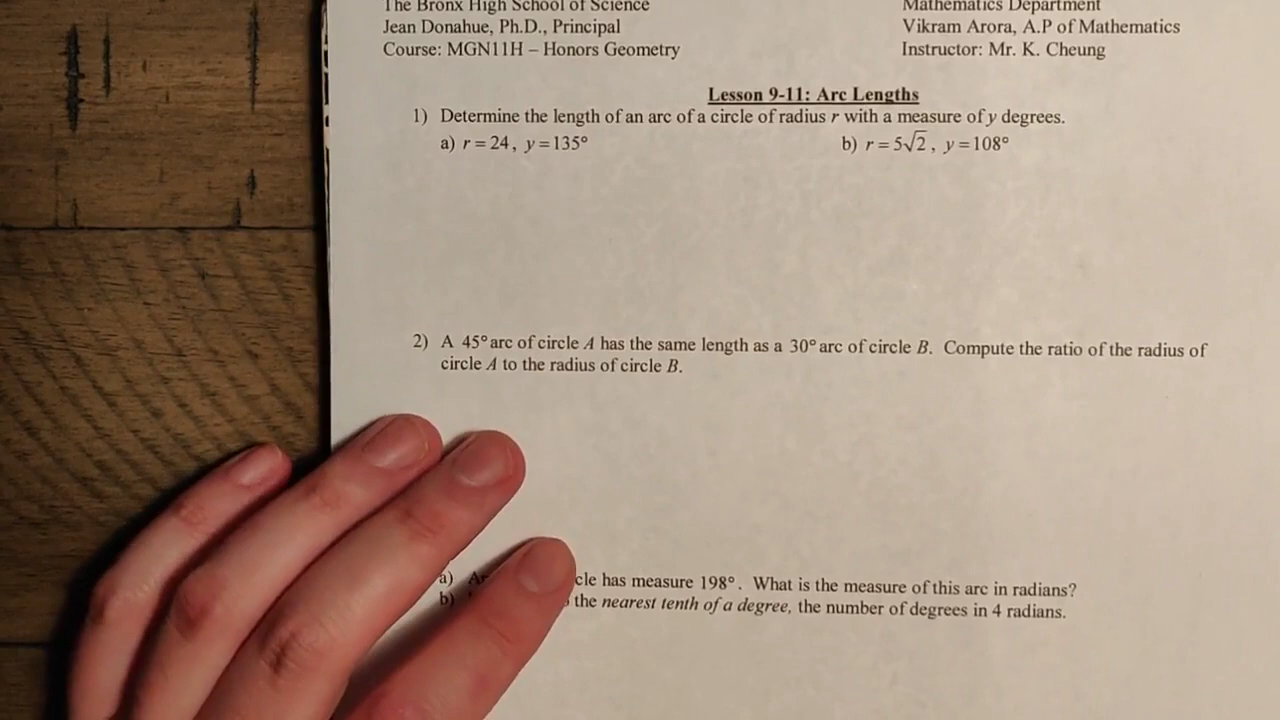 The Bronx High School of Science
Mathematics Department
Jean Donahue, Ph.D., Principal
Vikram Arora, A.P of Mathematics
Course: MGN11H – Honors Geometry
Instructor: Mr. K. Cheung
Lesson 9-11: Arc Lengths
1) Determine the length of an arc of a circle of radius r with a measure of y degrees.
a) r = 24, y = 135°
b) r = 5√2, y = 108°
2) A 45° arc of circle A has the same length as a 30° arc of circle B. Compute the ratio of the radius of
circle A to the radius of circle B.
a) has measure 198°. What is the measure of this arc in radians?
b) the nearest tenth of a degree, the number of degrees in 4 radians.